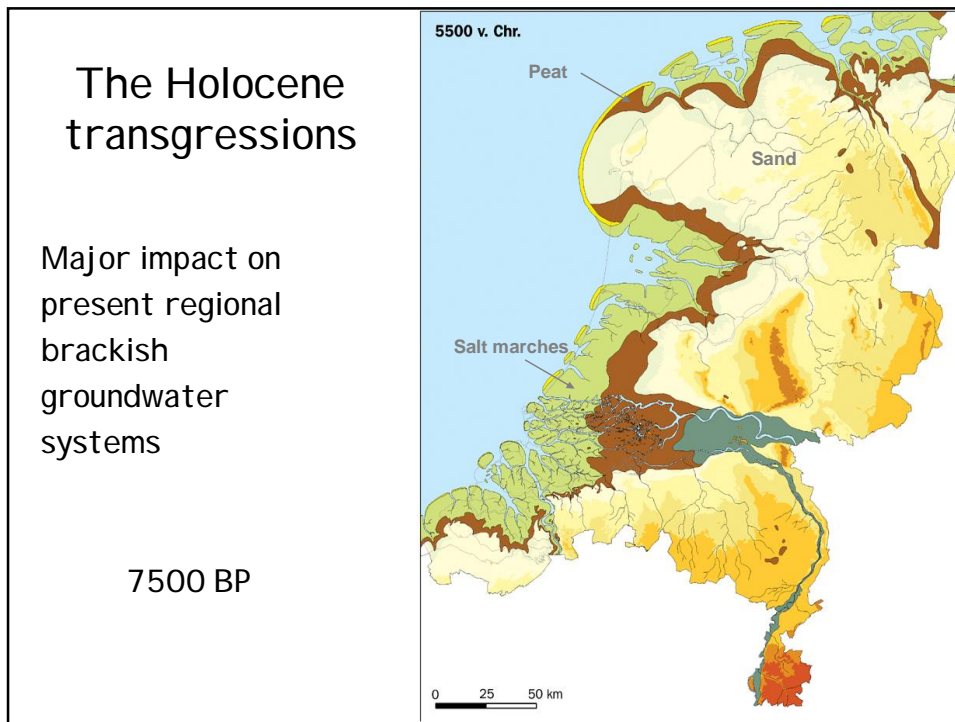 The Holocene
transgressions
Major impact on
present regional
brackish
groundwater
systems
7500 BP
5500 v. Chr.
Peat
Sand
Salt marches
0 25 50 km